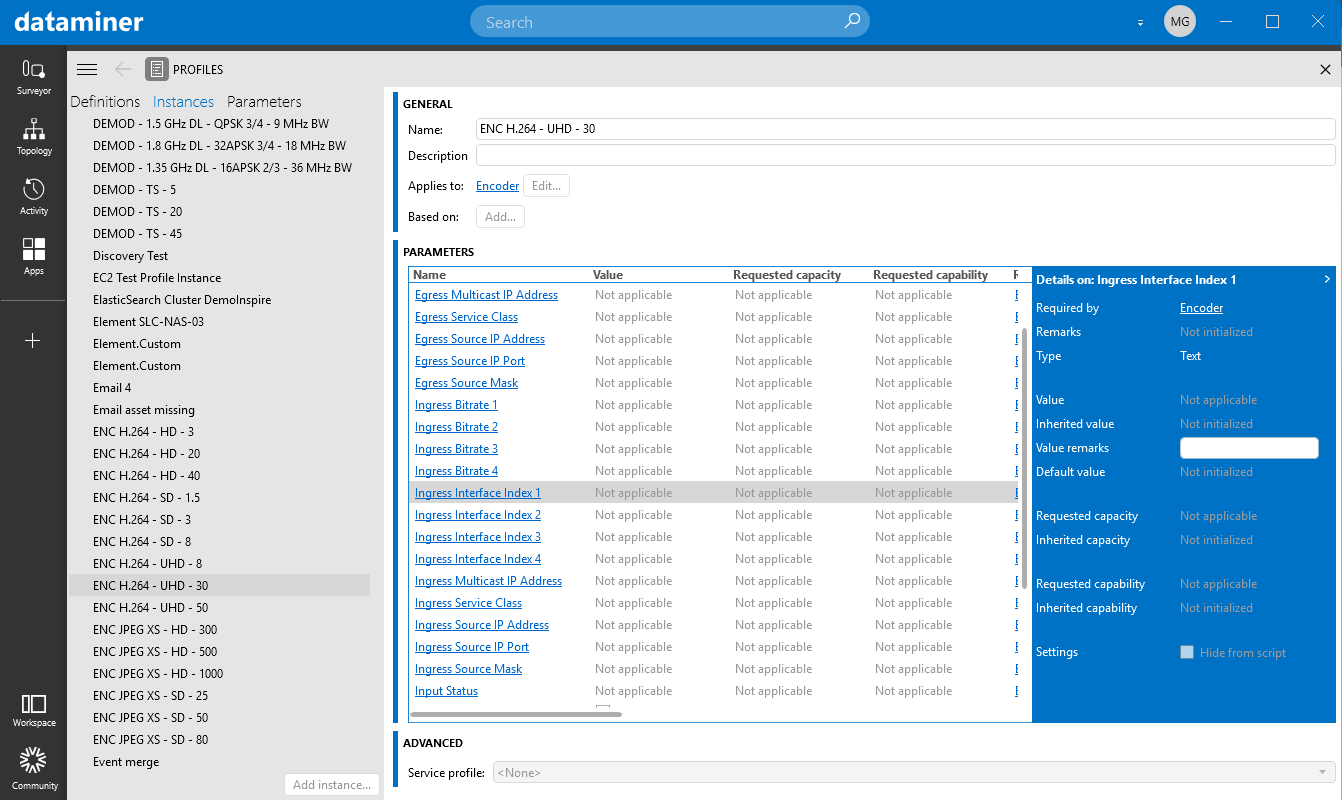 dataminer
Search
MG
Surveyor
Topology
Activity
Apps
Workspace
Community
PROFILES
Definitions Instances Parameters
DEMOD - 1.5 GHz DL - QPSK 3/4 - 9 MHz BW
DEMOD - 1.8 GHz DL - 32APSK 3/4 - 18 MHz BW
DEMOD - 1.35 GHz DL - 16APSK 2/3 - 36 MHz BW
DEMOD - TS - 5
DEMOD - TS - 20
DEMOD - TS - 45
Discovery Test
EC2 Test Profile Instance
ElasticSearch Cluster DemoInspire
Element SLC-NAS-03
Element.Custom
Element.Custom
Email 4
Email asset missing
ENC H.264 - HD - 3
ENC H.264 - HD - 20
ENC H.264 - HD - 40
ENC H.264 - SD - 1.5
ENC H.264 - SD - 3
ENC H.264 - SD - 8
ENC H.264 - UHD - 8
ENC H.264 - UHD - 30
ENC H.264 - UHD - 50
ENC JPEG XS - HD - 300
ENC JPEG XS - HD - 500
ENC JPEG XS - HD - 1000
ENC JPEG XS - SD - 25
ENC JPEG XS - SD - 50
ENC JPEG XS - SD - 80
Event merge
Add instance...
GENERAL
Name: ENC H.264 - UHD - 30
Description
Applies to: Encoder Edit...
Based on: Add...
PARAMETERS
Name Value Requested capacity Requested capability
Egress Multicast IP Address Not applicable Not applicable Not applicable
Egress Service Class Not applicable Not applicable Not applicable
Egress Source IP Address Not applicable Not applicable Not applicable
Egress Source IP Port Not applicable Not applicable Not applicable
Egress Source Mask Not applicable Not applicable Not applicable
Ingress Bitrate 1 Not applicable Not applicable Not applicable
Ingress Bitrate 2 Not applicable Not applicable Not applicable
Ingress Bitrate 3 Not applicable Not applicable Not applicable
Ingress Bitrate 4 Not applicable Not applicable Not applicable
Ingress Interface Index 1 Not applicable Not applicable Not applicable
Ingress Interface Index 2 Not applicable Not applicable Not applicable
Ingress Interface Index 3 Not applicable Not applicable Not applicable
Ingress Interface Index 4 Not applicable Not applicable Not applicable
Ingress Multicast IP Address Not applicable Not applicable Not applicable
Ingress Service Class Not applicable Not applicable Not applicable
Ingress Source IP Address Not applicable Not applicable Not applicable
Ingress Source IP Port Not applicable Not applicable Not applicable
Ingress Source Mask Not applicable Not applicable Not applicable
Input Status Not applicable Not applicable Not applicable
Details on: Ingress Interface Index 1
Required by Encoder
Remarks Not initialized
Type Text
Value Not applicable
Inherited value Not initialized
Value remarks
Default value Not initialized
Requested capacity Not applicable
Inherited capacity Not initialized
Requested capability Not applicable
Inherited capability Not initialized
Settings Hide from script
ADVANCED
Service profile: <None>